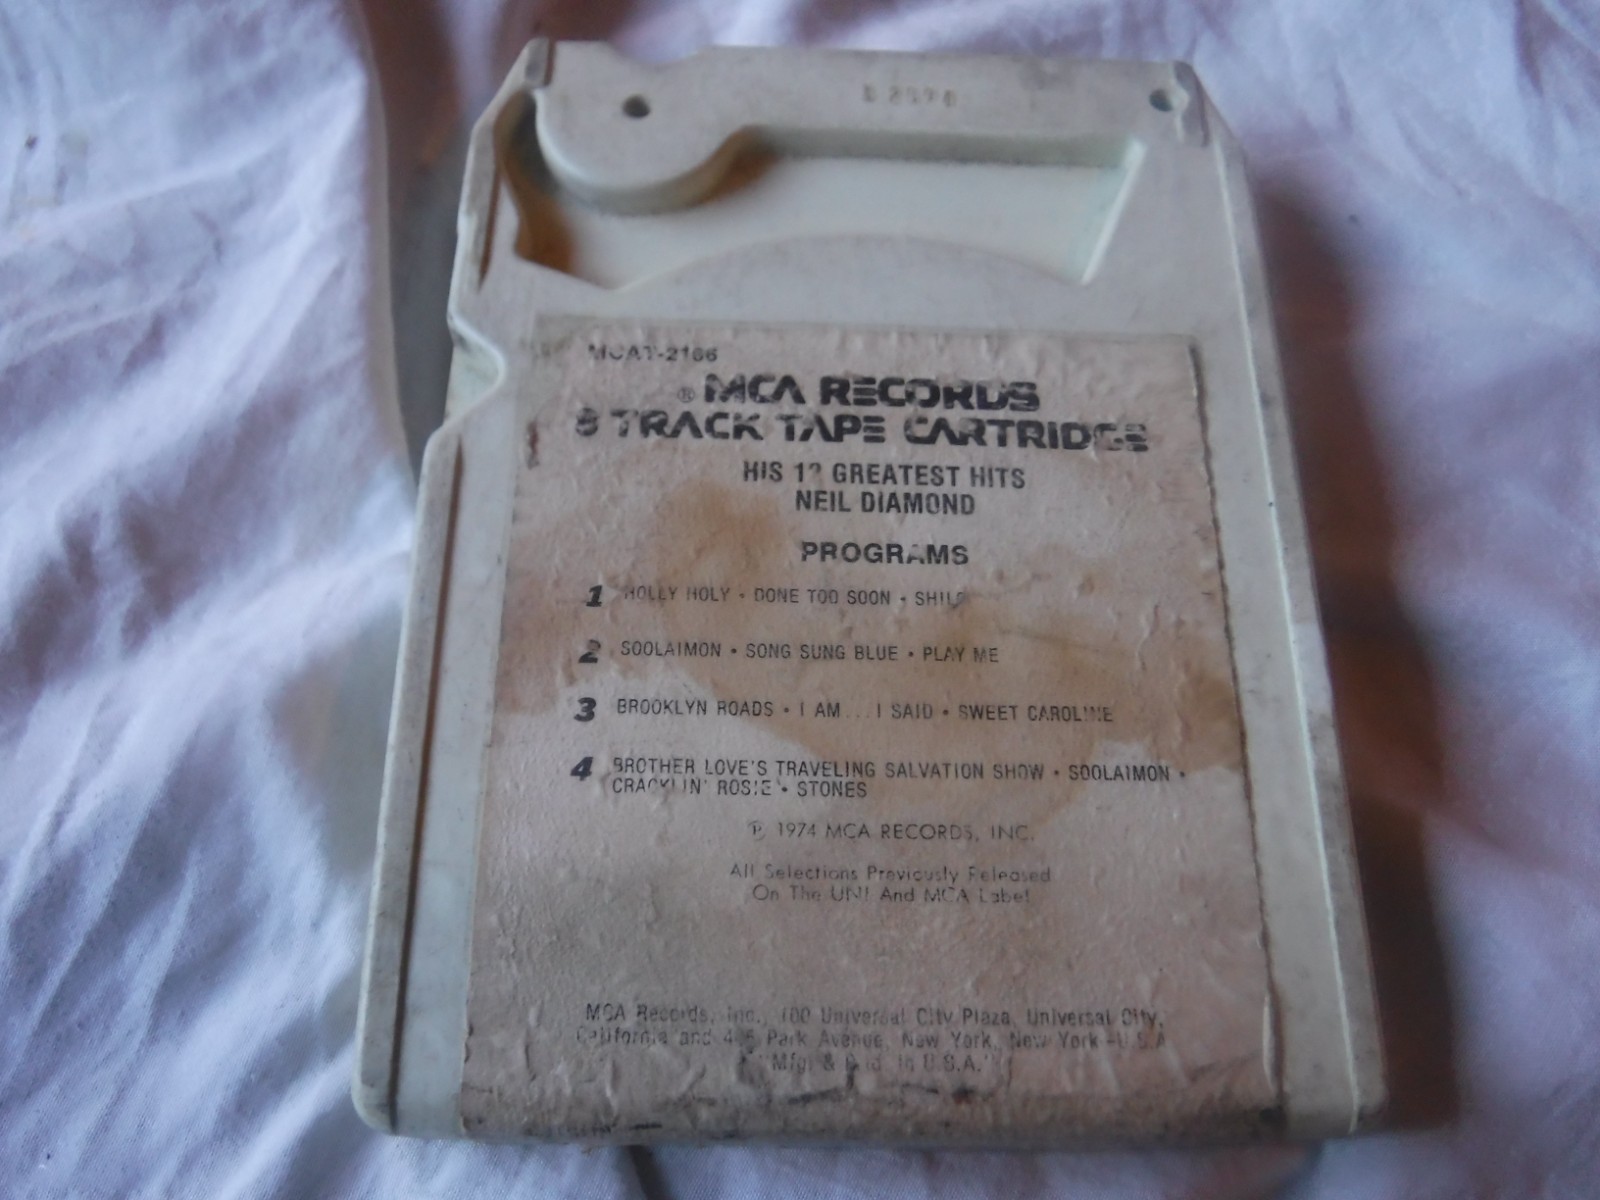 MCAT-2106
® MCA RECORDS
8 TRACK TAPE CARTRIDGE
HIS 12 GREATEST HITS
NEIL DIAMOND
PROGRAMS
1 HOLLY HOLY • DONE TOO SOON • SHILO
2 SOOLAIMON • SONG SUNG BLUE • PLAY ME
3 BROOKLYN ROADS • I AM...I SAID • SWEET CAROLINE
4 BROTHER LOVE'S TRAVELING SALVATION SHOW • SOOLAIMON •
CRACKLIN' ROSIE • STONES
℗ 1974 MCA RECORDS, INC.
All Selections Previously Released
On The UNI And MCA Label
MCA Records, Inc., 100 Universal City Plaza, Universal City,
California and 445 Park Avenue, New York, New York - U.S.A.
Mfg. & in U.S.A.